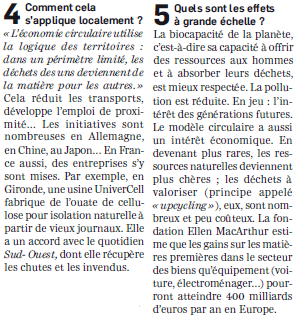 4 Comment cela
s'applique localement ?
« L'économie circulaire utilise
la logique des territoires :
dans un périmètre limité, les
déchets des uns deviennent de
la matière pour les autres. »
Cela réduit les transports,
développe l'emploi de proxi-
mité... Les initiatives sont
nombreuses en Allemagne,
en Chine, au Japon... En Fran-
ce aussi, des entreprises s'y
sont mises. Par exemple, en
Gironde, une usine UniverCell
fabrique de l'ouate de cellu-
lose pour isolation naturelle à
partir de vieux journaux. Elle
a un accord avec le quotidien
Sud-Ouest, dont elle récupère
les chutes et les invendus.
5 Quels sont les effets
à grande échelle ?
La biocapacité de la planète,
c'est-à-dire sa capacité à offrir
des ressources aux hommes
et à absorber leurs déchets,
est mieux respectée. La pollu-
tion est réduite. En jeu : l'in-
térêt des générations futures.
Le modèle circulaire a aussi
un intérêt économique. En
devenant plus rares, les res-
sources naturelles deviennent
plus chères ; les déchets à
valoriser (principe appelé
« upcycling »), eux, sont nom-
breux et peu coûteux. La fon-
dation Ellen MacArthur estime
que les gains sur les matiè-
res premières dans le secteur
des biens qu'équipement (voi-
ture, électroménager...) pour-
ront atteindre 400 milliards
d'euros par an en Europe.